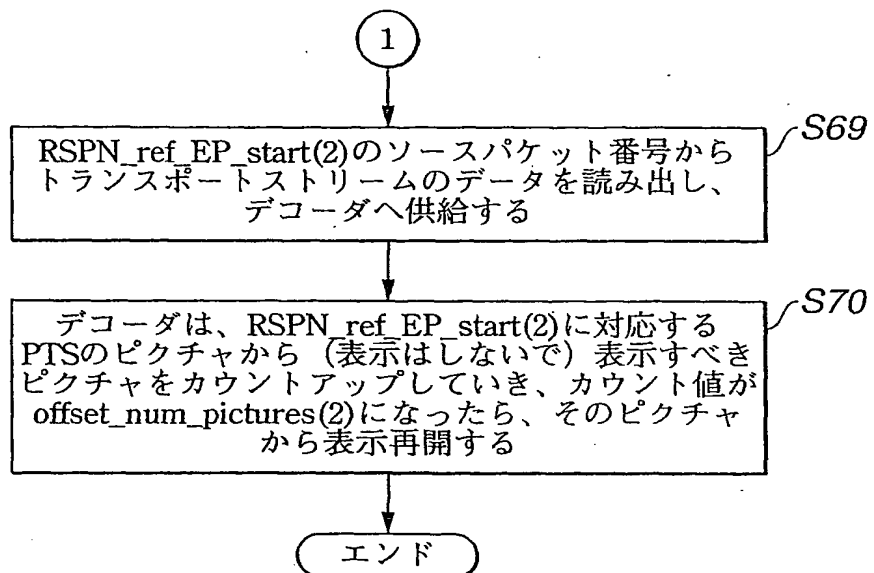 1
S69
RSPN_ref_EP_start(2)のソースパケット番号から
トランスポートストリームのデータを読み出し、
デコーダへ供給する
S70
デコーダは、RSPN_ref_EP_start(2)に対応する
PTSのピクチャから（表示はしないで）表示すべき
ピクチャをカウントアップしていき、カウント値が
offset_num_pictures(2)になったら、そのピクチャ
から表示再開する
エンド